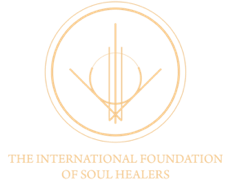 THE INTERNATIONAL FOUNDATION
OF SOUL HEALERS